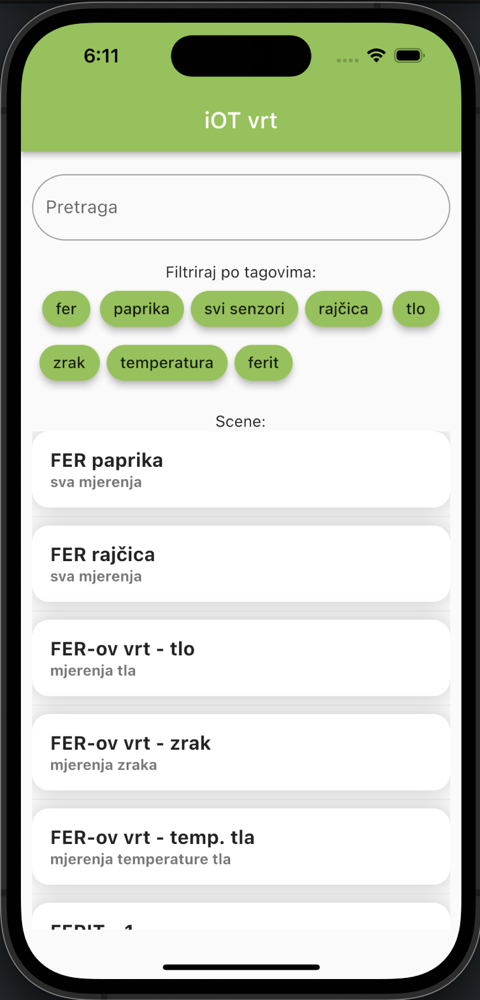 6:11
iOT vrt
Pretraga
Filtriraj po tagovima:
fer paprika svi senzori rajčica tlo
zrak temperatura ferit
Scene:
FER paprika
sva mjerenja
FER rajčica
sva mjerenja
FER-ov vrt - tlo
mjerenja tla
FER-ov vrt - zrak
mjerenja zraka
FER-ov vrt - temp. tla
mjerenja temperature tla
FERIT - 1